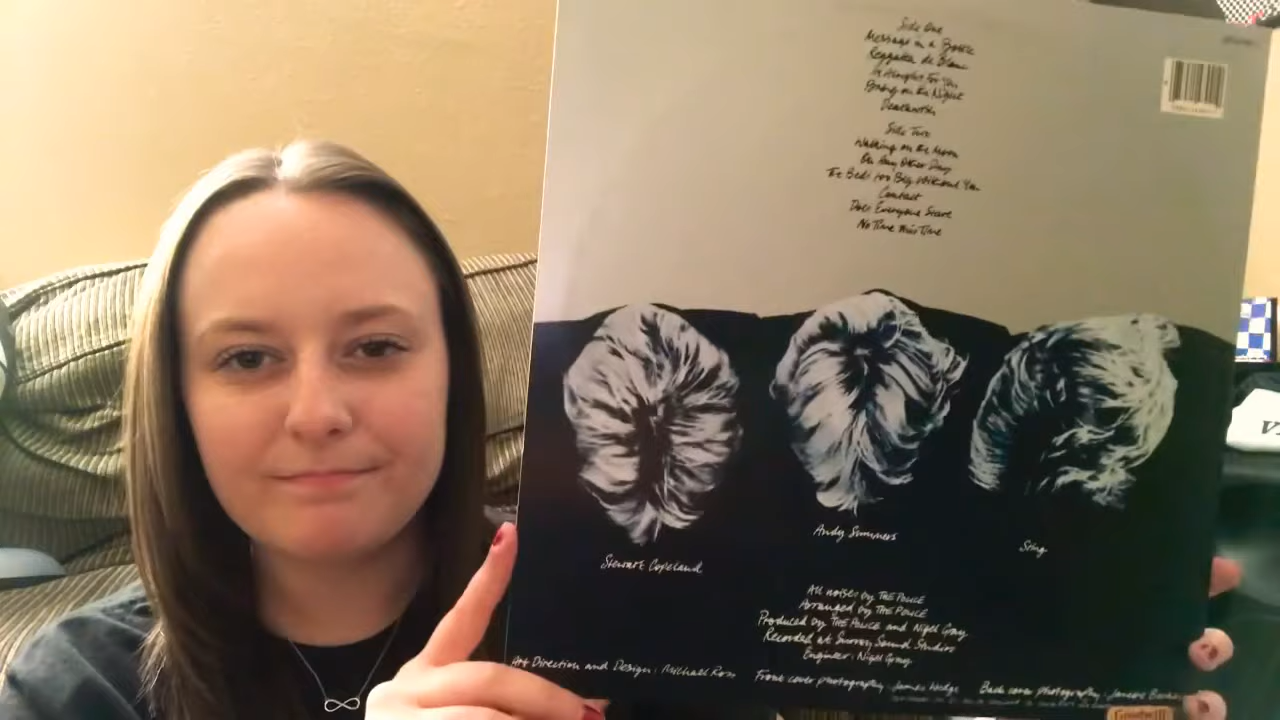 Side One
Message in a Bottle
Reggatta de Blanc
It's Alright For You
Bring on the Night
Deathwish
Side Two
Walking on the Moon
On Any Other Day
The Bed's too Big Without You
Contact
Does Everyone Stare
No Time This Time
Stewart Copeland
Andy Summers
Sting
All noises by THE POLICE
Arranged by THE POLICE
Produced by THE POLICE and Nigel Gray
Recorded at Surrey Sound Studios
Engineer: Nigel Gray
Art Direction and Design: Michael Ross
Front cover photography: James Wedge
Back cover photography: Janette
Goodwill